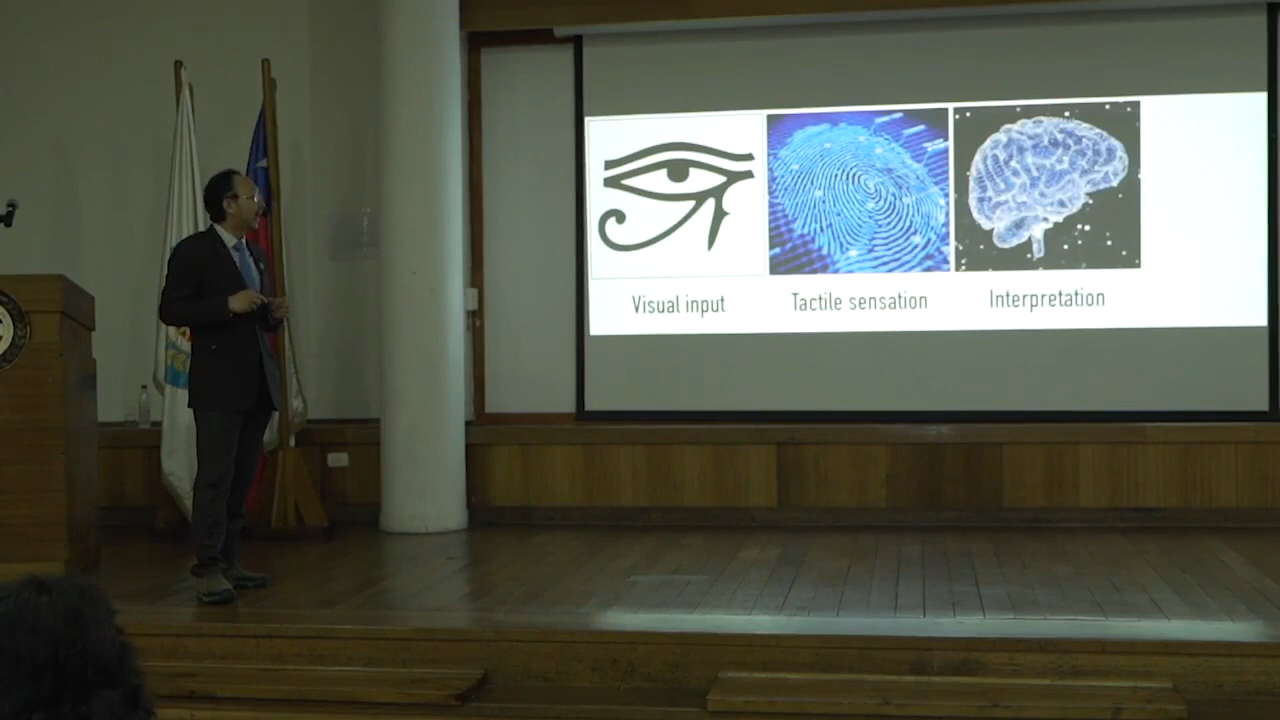 Visual input
Tactile sensation
Interpretation